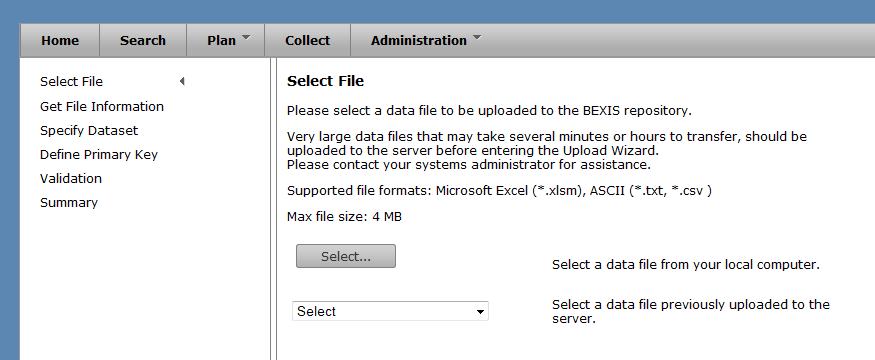 Home Search Plan Collect Administration
Select File
Get File Information
Specify Dataset
Define Primary Key
Validation
Summary
Select File
Please select a data file to be uploaded to the BEXIS repository.
Very large data files that may take several minutes or hours to transfer, should be
uploaded to the server before entering the Upload Wizard.
Please contact your systems administrator for assistance.
Supported file formats: Microsoft Excel (*.xlsm), ASCII (*.txt, *.csv )
Max file size: 4 MB
Select...
Select a data file from your local computer.
Select
Select a data file previously uploaded to the
server.